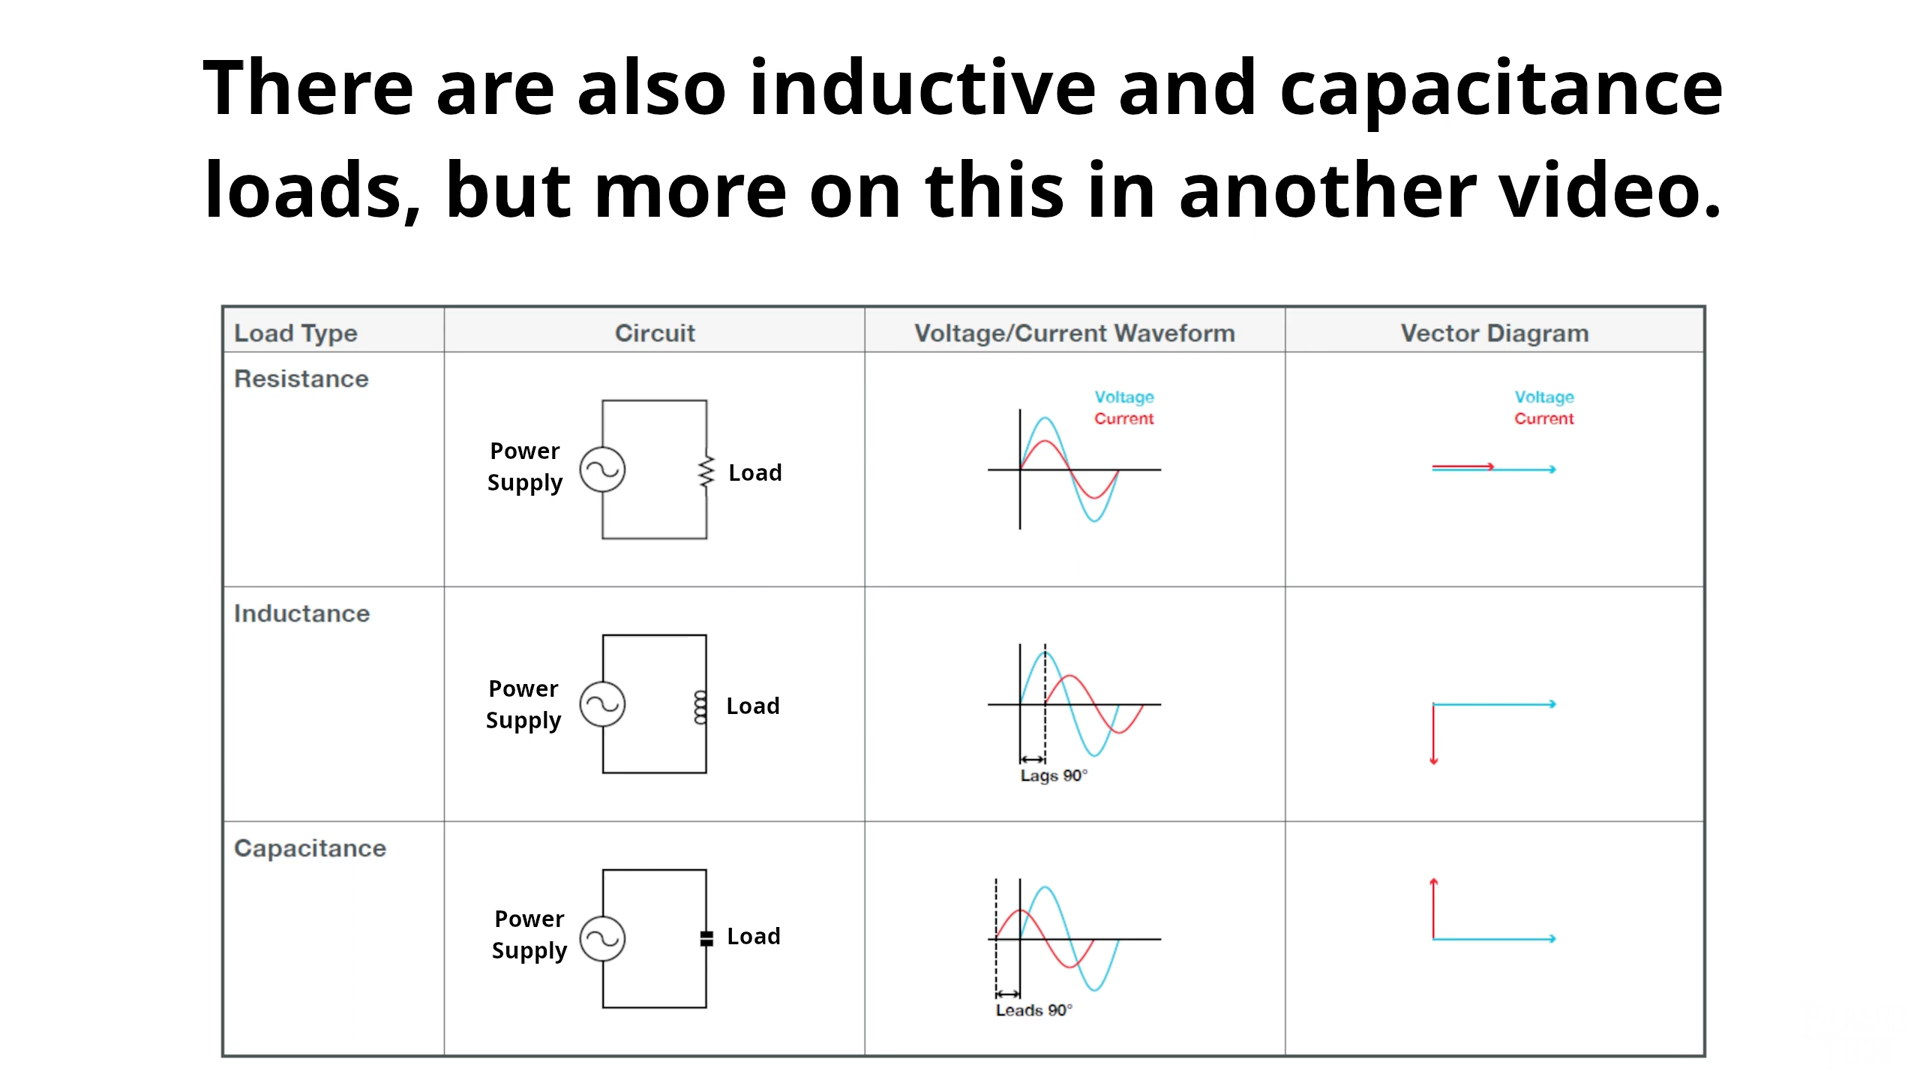 There are also inductive and capacitance
loads, but more on this in another video.
Load Type
Circuit
Voltage/Current Waveform
Vector Diagram
Resistance
Power
Supply
Load
Voltage
Current
Voltage
Current
Inductance
Power
Supply
Load
Lags 90°
Capacitance
Power
Supply
Load
Leads 90°